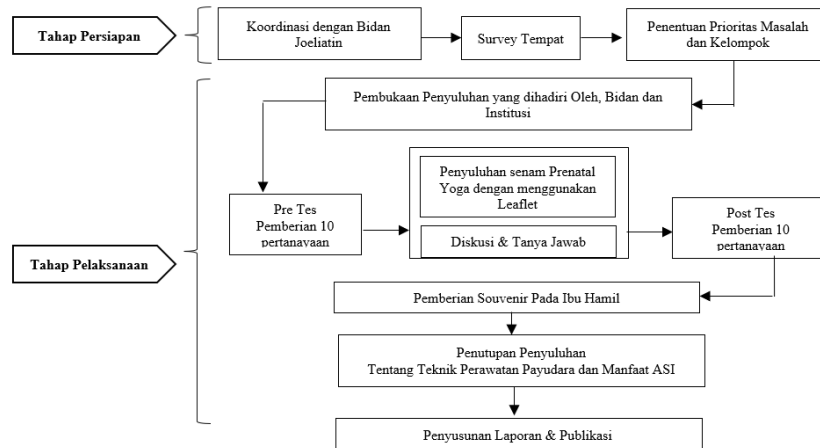 Tahap Persiapan
Koordinasi dengan Bidan
Joeliatin
Survey Tempat
Penentuan Prioritas Masalah
dan Kelompok
Pembukaan Penyuluhan yang dihadiri Oleh, Bidan dan
Institusi
Tahap Pelaksanaan
Pre Tes
Pemberian 10
pertanayaan
Penyuluhan senam Prenatal
Yoga dengan menggunakan
Leaflet
Diskusi & Tanya Jawab
Post Tes
Pemberian 10
pertanayaan
Pemberian Souvenir Pada Ibu Hamil
Penutupan Penyuluhan
Tentang Teknik Perawatan Payudara dan Manfaat ASI
Penyusunan Laporan & Publikasi